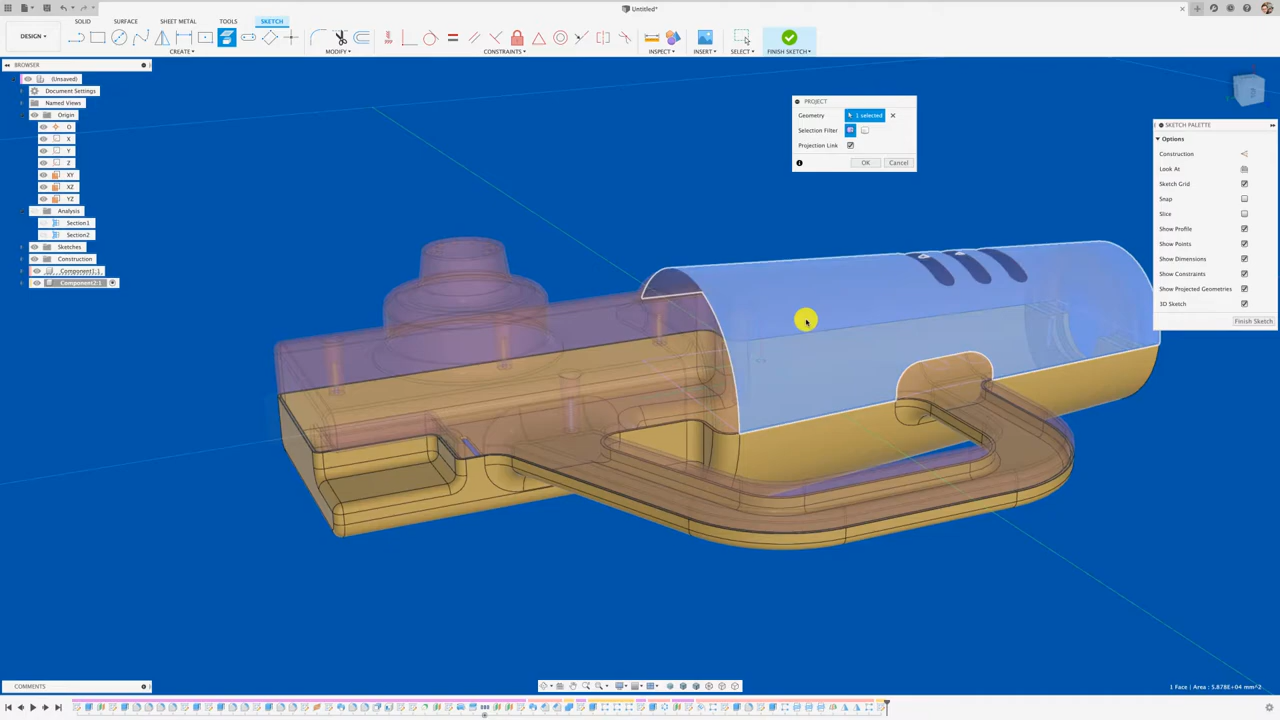 Untitled*
SOLID SURFACE SHEET METAL TOOLS SKETCH
DESIGN▾
CREATE▾ MODIFY▾ CONSTRAINTS▾ INSPECT▾ INSERT▾ SELECT▾ FINISH SKETCH▾
BROWSER
(Unsaved)
Document Settings
Named Views
Origin
O
X
Y
Z
XY
XZ
YZ
Analysis
Section1
Section2
Sketches
Construction
Component1:1
Component2:1
PROJECT
Geometry 1 selected
Selection Filter
Projection Link
OK Cancel
SKETCH PALETTE
Options
Construction
Look At
Sketch Grid
Snap
Slice
Show Profile
Show Points
Show Dimensions
Show Constraints
Show Projected Geometries
3D Sketch
Finish Sketch
COMMENTS
1 Face | Area : 5.878E+04 mm^2